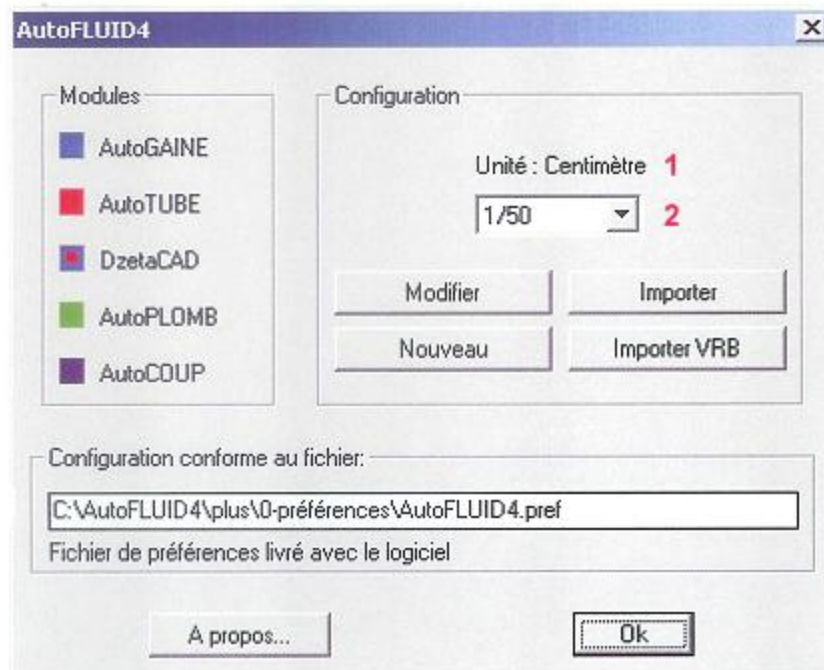 AutoFLUID4
Modules
AutoGAINE
AutoTUBE
DzetaCAD
AutoPLOMB
AutoCOUP
Configuration
Unité : Centimètre 1
1/50 2
Modifier
Importer
Nouveau
Importer VRB
Configuration conforme au fichier:
C:\AutoFLUID4\plus\0-préférences\AutoFLUID4.pref
Fichier de préférences livré avec le logiciel
A propos...
Ok